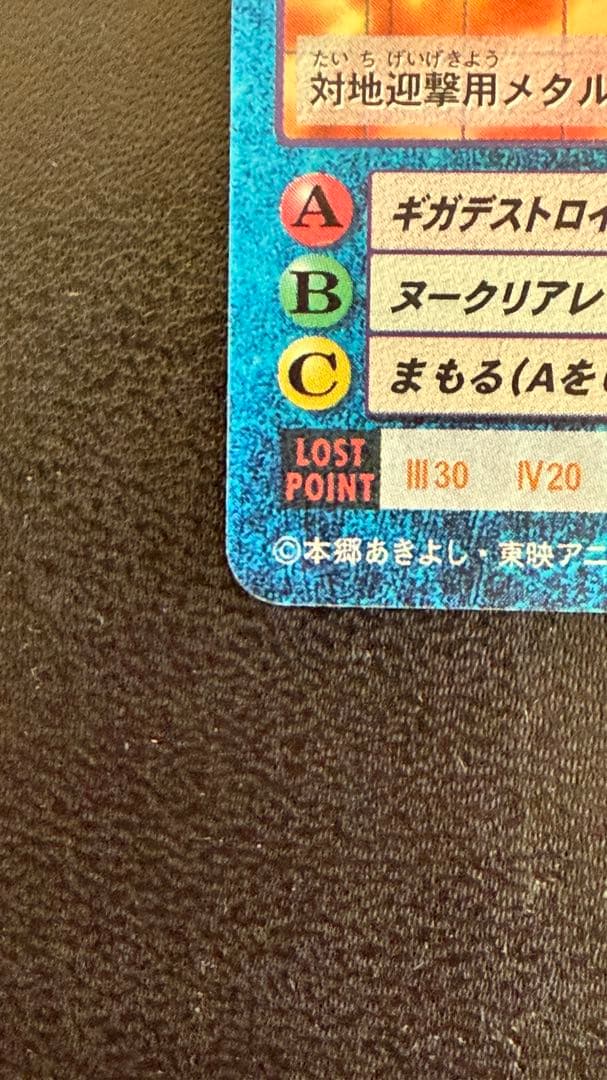 たいちげいげきよう
対地迎撃用メタル
A ギガデストロイ
B ヌークリアレ
C まもる(Aを
LOST POINT Ⅲ30 Ⅳ20
©本郷あきよし・東映アニ